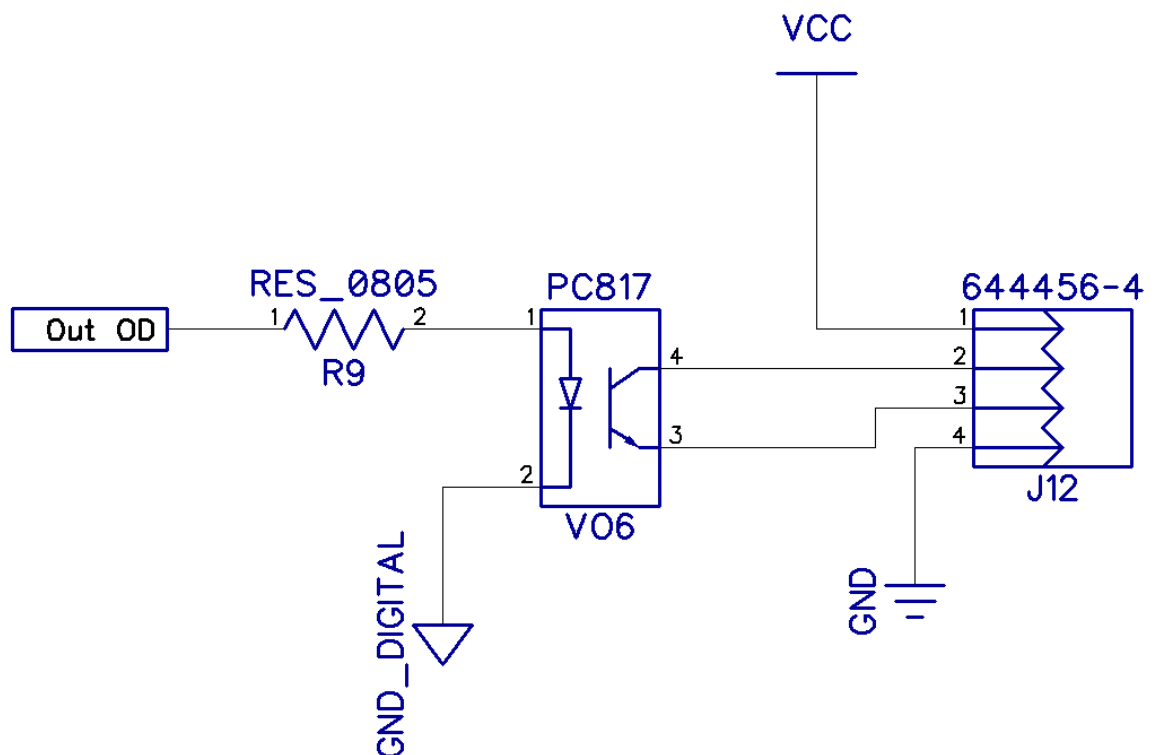 VCC
RES_0805
PC817
644456-4
Out OD
1
2
R9
1
2
4
3
VO6
1
2
3
4
J12
GND_DIGITAL
GND